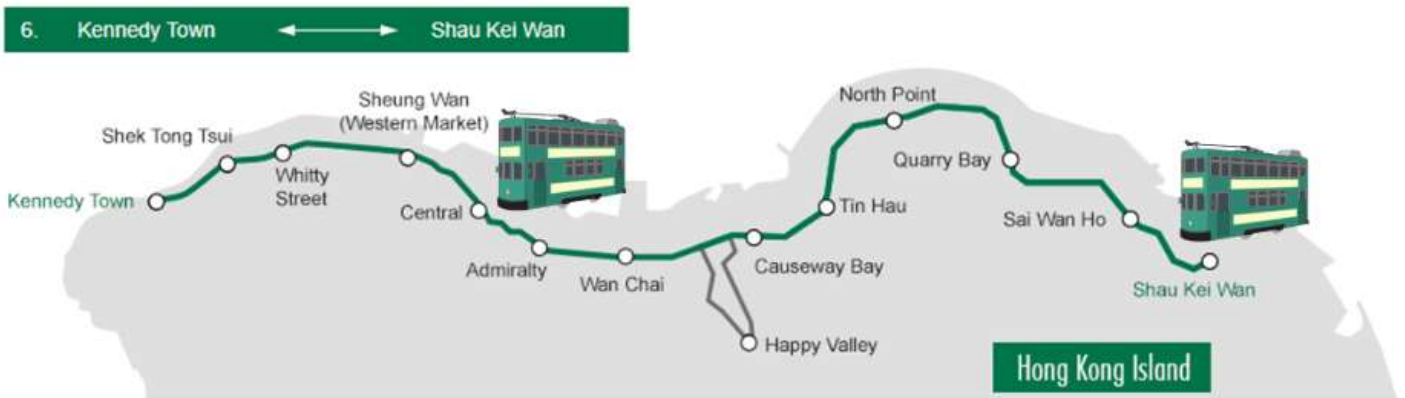 6. Kennedy Town Shau Kei Wan
Sheung Wan
(Western Market)
Shek Tong Tsui
Whitty
Street
Kennedy Town
Central
Admiralty
Wan Chai
Causeway Bay
Happy Valley
Tin Hau
North Point
Quarry Bay
Sai Wan Ho
Shau Kei Wan
Hong Kong Island